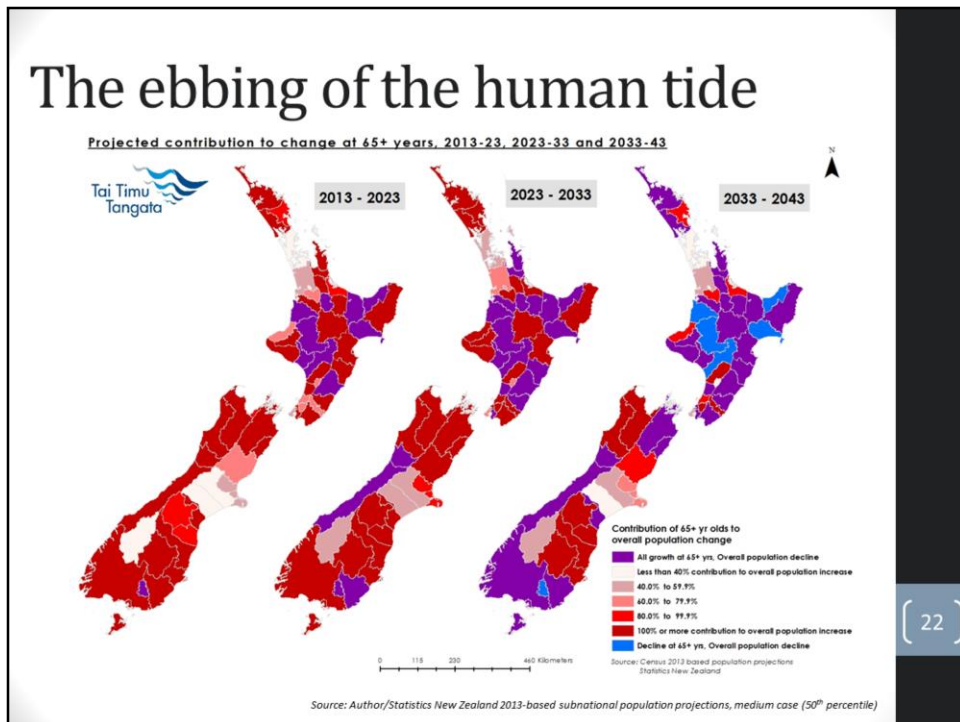 The ebbing of the human tide
Projected contribution to change at 65+ years, 2013-23, 2023-33 and 2033-43
Tai Timu
Tangata
2013 - 2023
2023 - 2033
2033 - 2043
N
Contribution of 65+ yr olds to
overall population change
All growth at 65+ yrs, Overall population decline
Less than 40% contribution to overall population increase
40.0% to 59.9%
60.0% to 79.9%
80.0% to 99.9%
100% or more contribution to overall population increase
Decline at 65+ yrs, Overall population decline
Source: Census 2013 based population projections
Statistics New Zealand
0 115 230 460 Kilometers
22
Source: Author/Statistics New Zealand 2013-based subnational population projections, medium case (50th percentile)